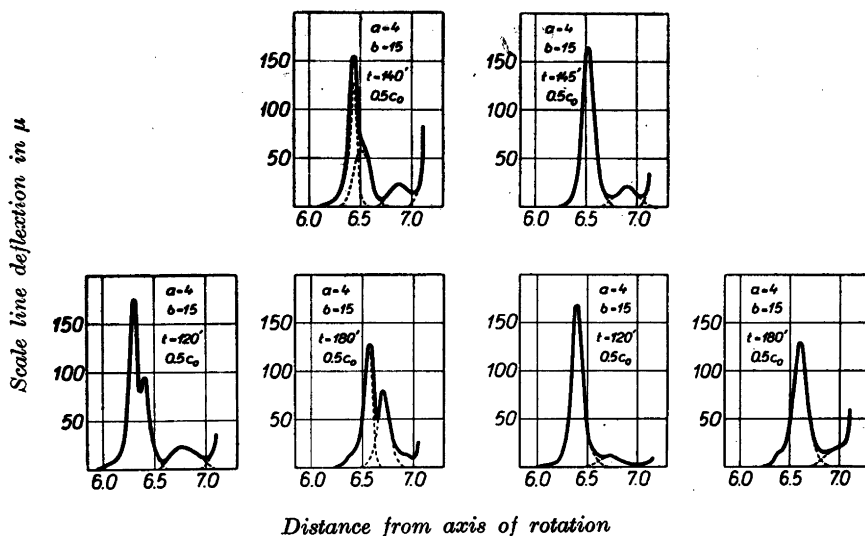 Scale line deflextion in μ
150
100
50
a=4
b=15
t=140'
0.5c₀
6.0 6.5 7.0
150
100
50
a=4
b=15
t=145'
0.5c₀
6.0 6.5 7.0
150
100
50
a=4
b=15
t=120'
0.5c₀
6.0 6.5 7.0
150
100
50
a=4
b=15
t=180'
0.5c₀
6.0 6.5 7.0
150
100
50
a=4
b=15
t=120'
0.5c₀
6.0 6.5 7.0
150
100
50
a=4
b=15
t=180'
0.5c₀
6.0 6.5 7.0
Distance from axis of rotation